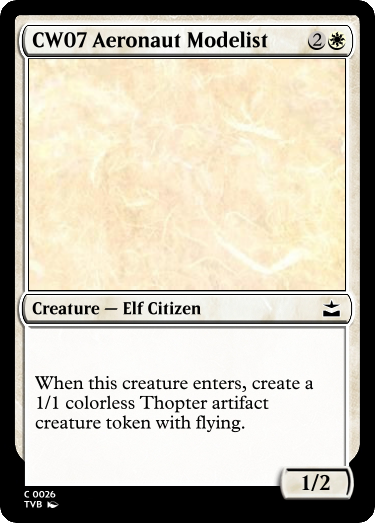 CW07 Aeronaut Modelist 2
Creature — Elf Citizen
When this creature enters, create a
1/1 colorless Thopter artifact
creature token with flying.
1/2
C 0026
TVB